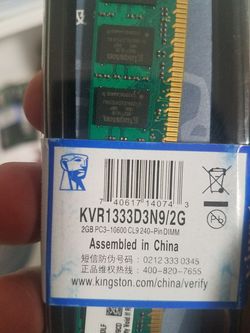 7 40617 14074 3
KVR1333D3N9/2G
2GB PC3-10600 CL9 240-Pin DIMM
Assembled in China
短信防伪号码: 0212 333 0345
正品维权热线: 400-820-7655
www.kingston.com/china/verify